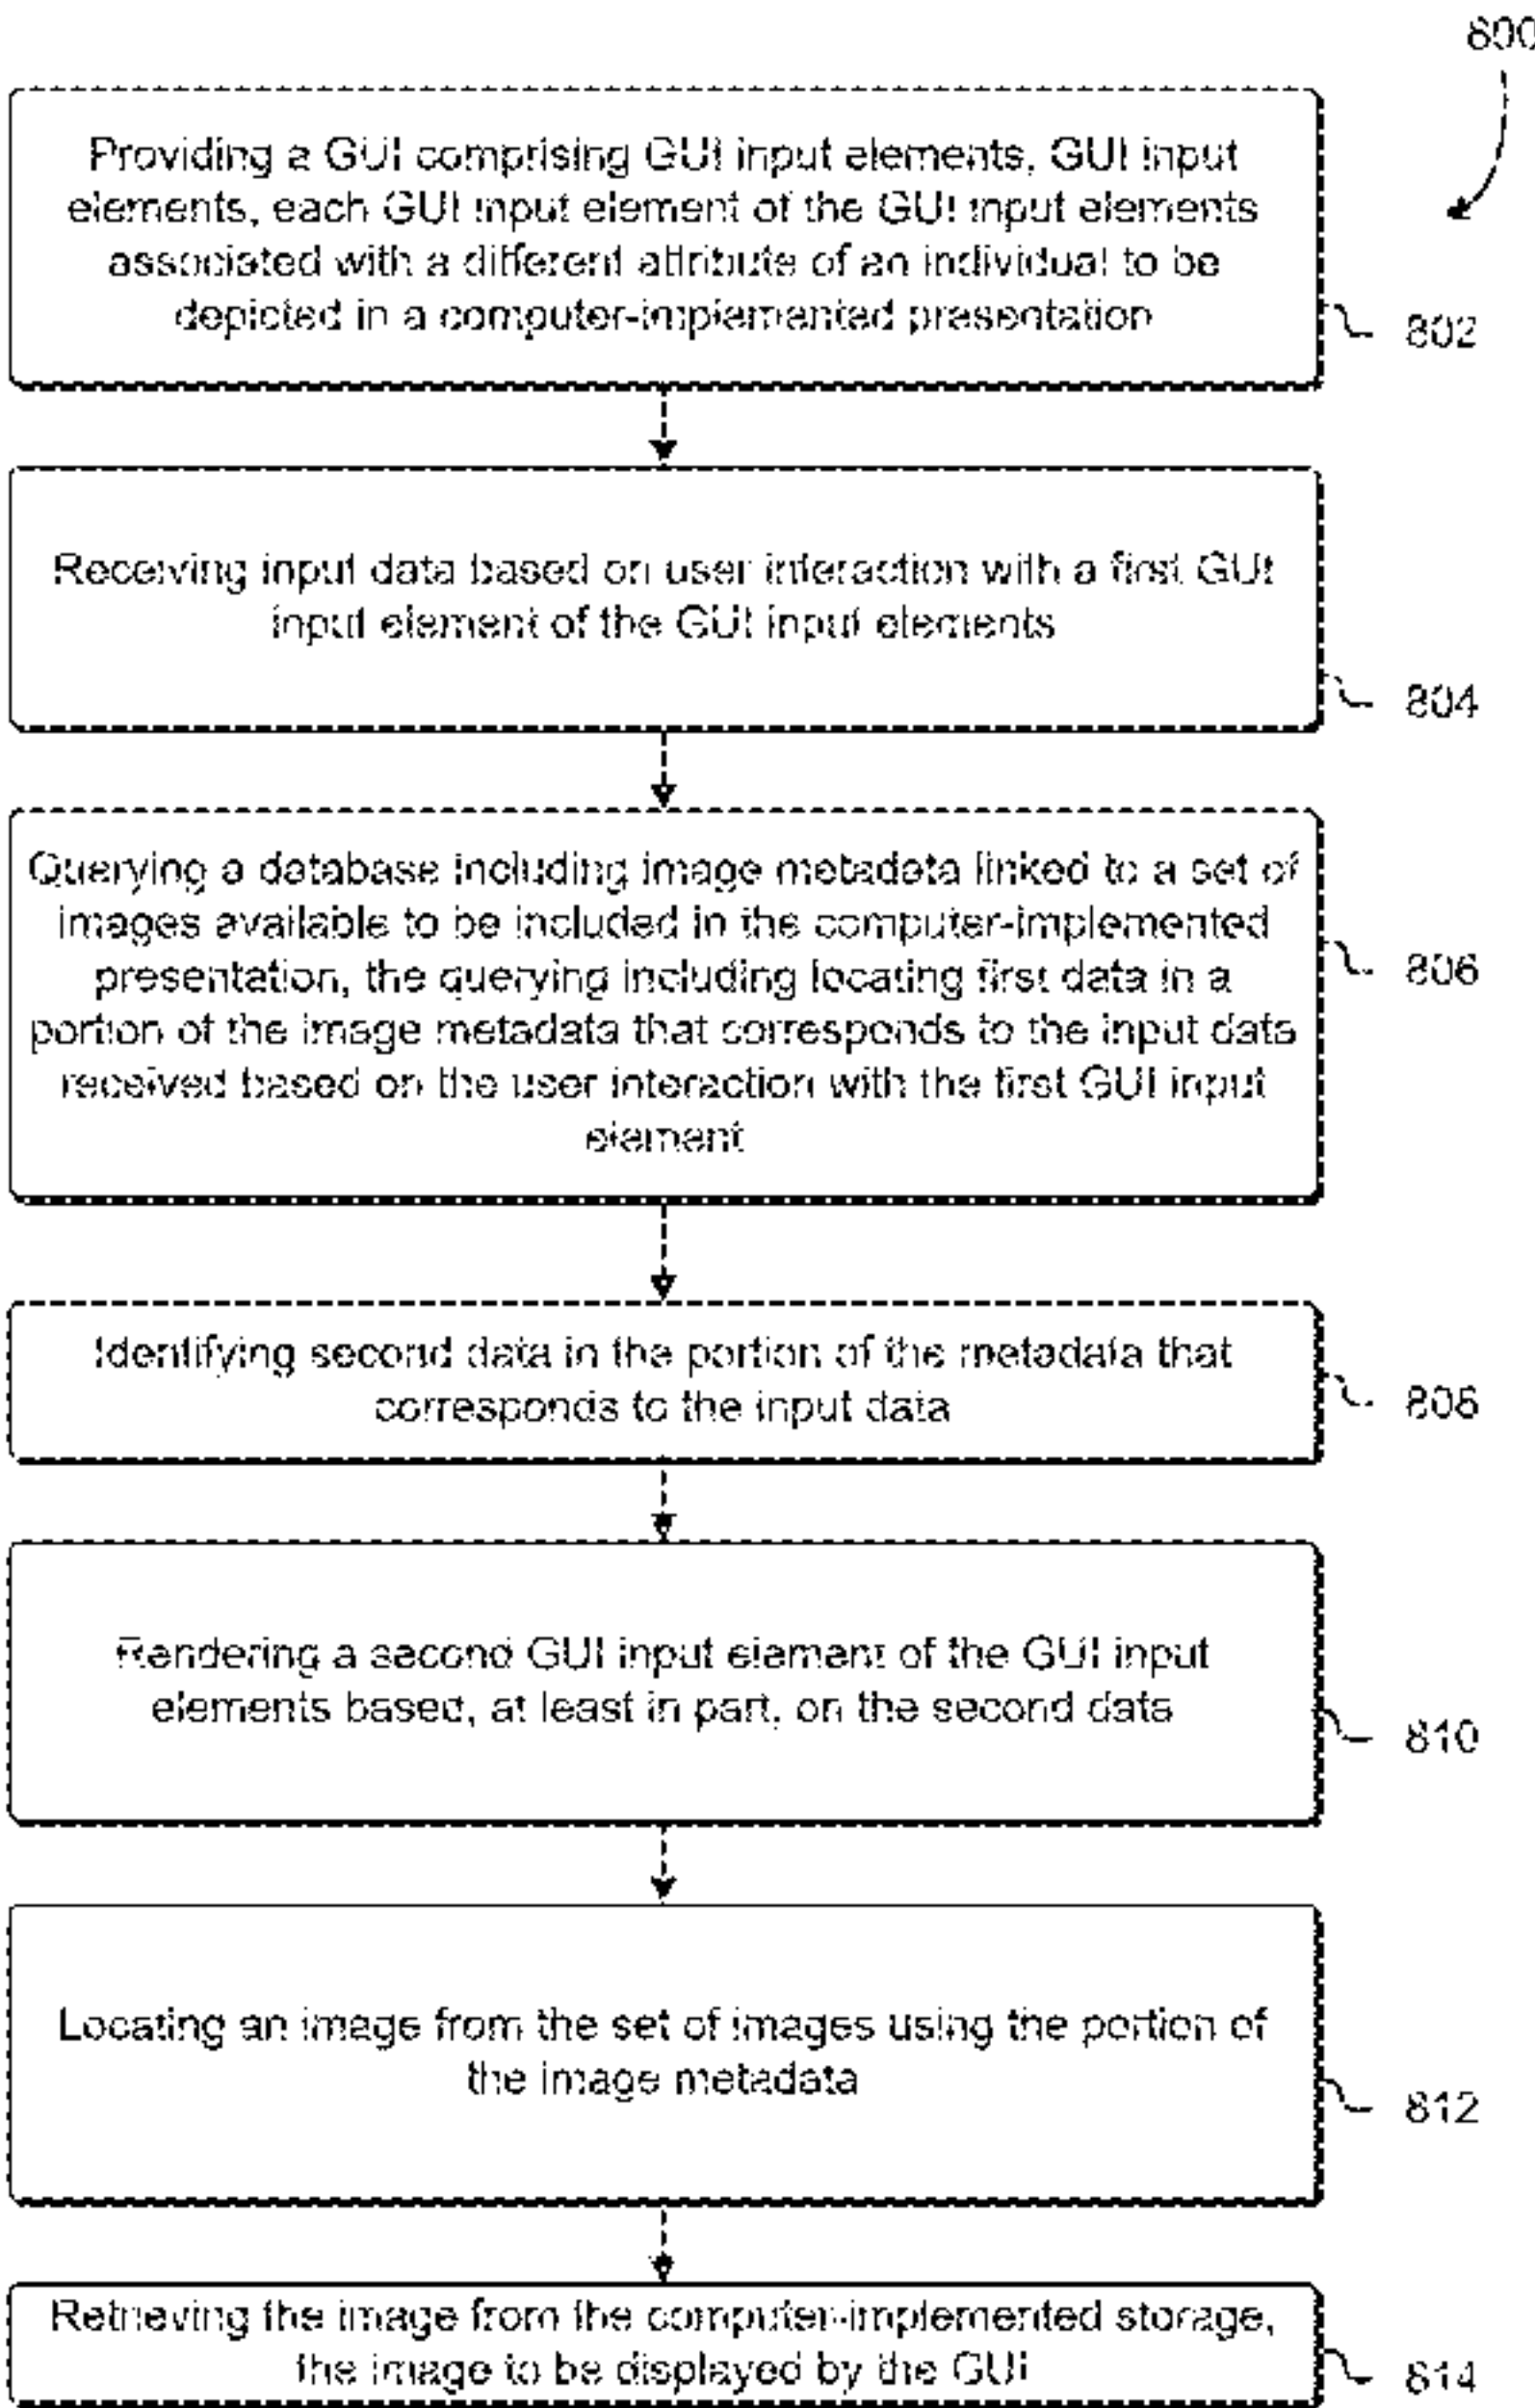 800
Providing a GUI comprising GUI input elements, GUI input
elements, each GUI input element of the GUI input elements
associated with a different attribute of an individual to be
depicted in a computer-implemented presentation
802
Receiving input data based on user interaction with a first GUI
input element of the GUI input elements
804
Querying a database including image metadata linked to a set of
images available to be included in the computer-implemented
presentation, the querying including locating first data in a
portion of the image metadata that corresponds to the input data
received based on the user interaction with the first GUI input
element
806
Identifying second data in the portion of the metadata that
corresponds to the input data
808
Rendering a second GUI input element of the GUI input
elements based, at least in part, on the second data
810
Locating an image from the set of images using the portion of
the image metadata
812
Retrieving the image from the computer-implemented storage,
the image to be displayed by the GUI
814